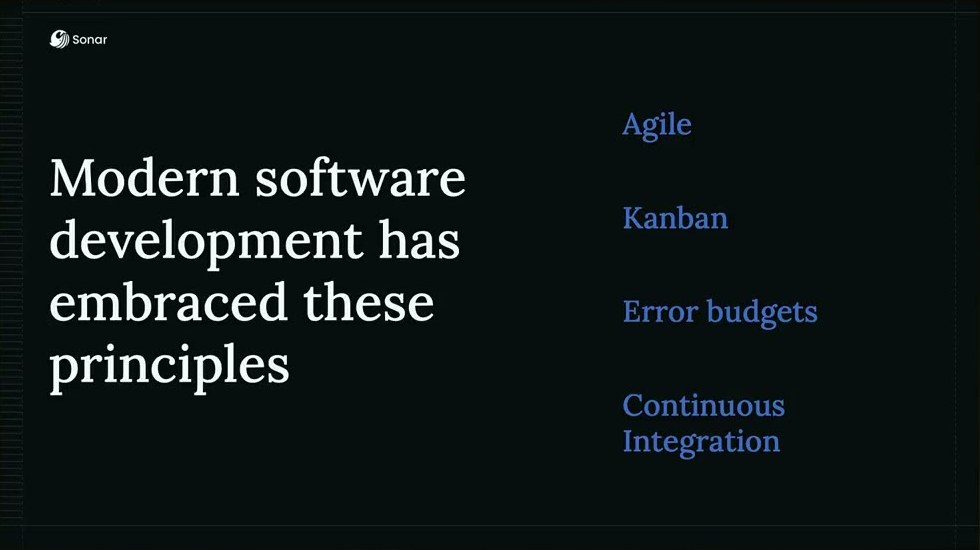 Sonar
Modern software
development has
embraced these
principles
Agile
Kanban
Error budgets
Continuous
Integration